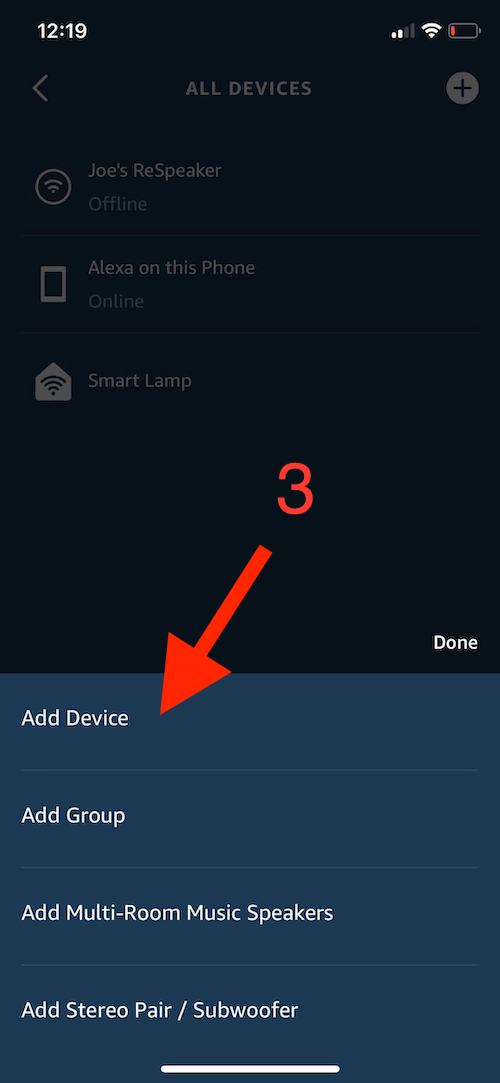 12:19
ALL DEVICES
Joe's ReSpeaker
Offline
Alexa on this Phone
Online
Smart Lamp
3
Done
Add Device
Add Group
Add Multi-Room Music Speakers
Add Stereo Pair / Subwoofer